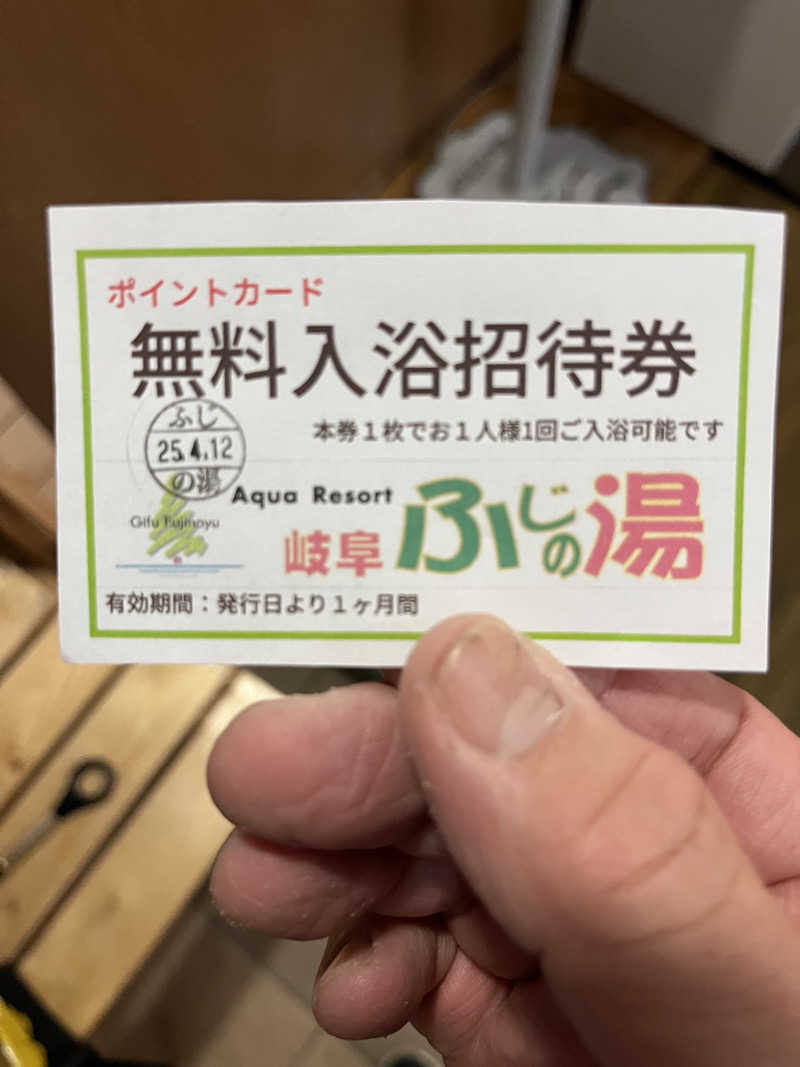 ポイントカード
無料入浴招待券
本券１枚でお１人様1回ご入浴可能です
ふじ
25.4.12
の湯
Gifu Fujinoyu
Aqua Resort
岐阜 ふじの湯
有効期間：発行日より１ヶ月間